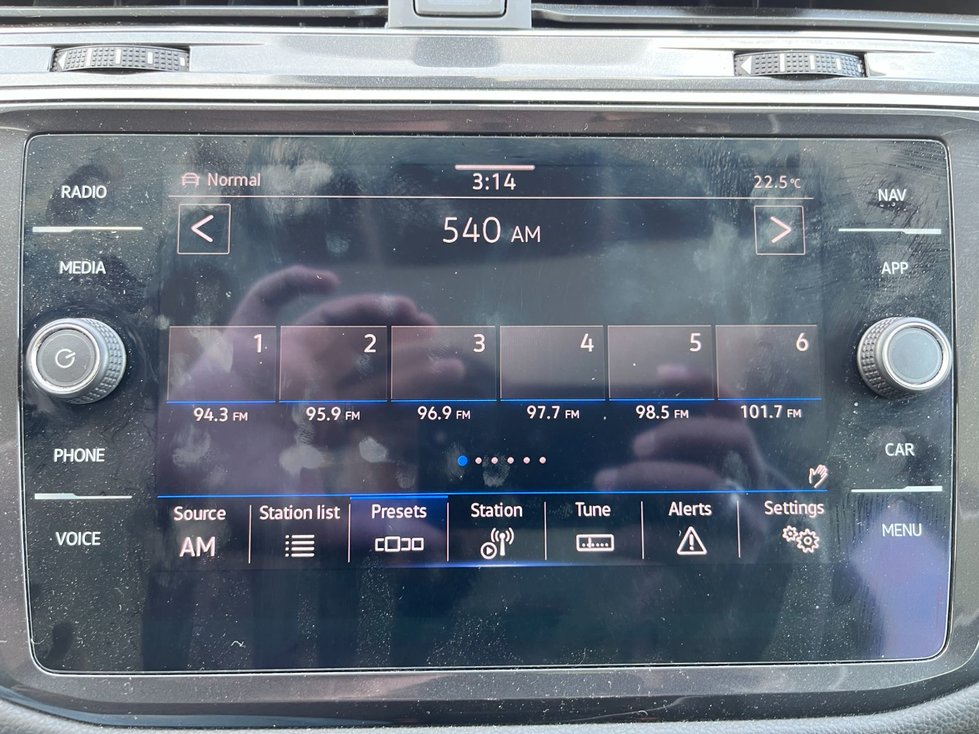 RADIO
MEDIA
PHONE
VOICE
Normal
3:14
22.5°C
<
540 AM
>
1
2
3
4
5
6
94.3 FM
95.9 FM
96.9 FM
97.7 FM
98.5 FM
101.7 FM
Source
Station list
Presets
Station
Tune
Alerts
Settings
AM
NAV
APP
CAR
MENU